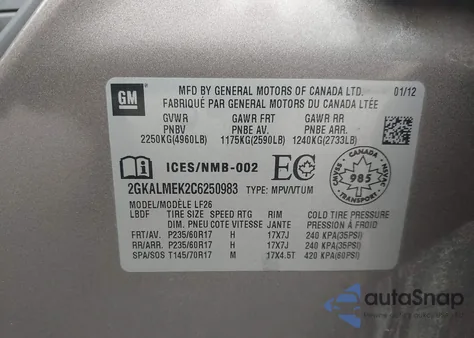 GM
MFD BY GENERAL MOTORS OF CANADA LTD. 01/12
FABRIQUÉ PAR GENERAL MOTORS DU CANADA LTÉE
GVWR GAWR FRT GAWR RR
PNBV PNBE AV. PNBE ARR.
2250KG(4960LB) 1175KG(2590LB) 1240KG(2733LB)
ICES/NMB-002 EC
CANADA
985
CMVSS NSVAC
TRANSPORT
2GKALMEK2C6250983 TYPE: MPV/VTUM
MODEL/MODÈLE LF26
LBDF TIRE SIZE SPEED RTG RIM COLD TIRE PRESSURE
DIM. PNEU COTE VITESSE JANTE PRESSION À FROID
FRT/AV. P235/60R17 H 17X7J 240 KPA(35PSI)
RR/ARR. P235/60R17 H 17X7J 240 KPA(35PSI)
SPA/SOS T145/70R17 M 17X4.5T 420 KPA(60PSI)
autoSnap